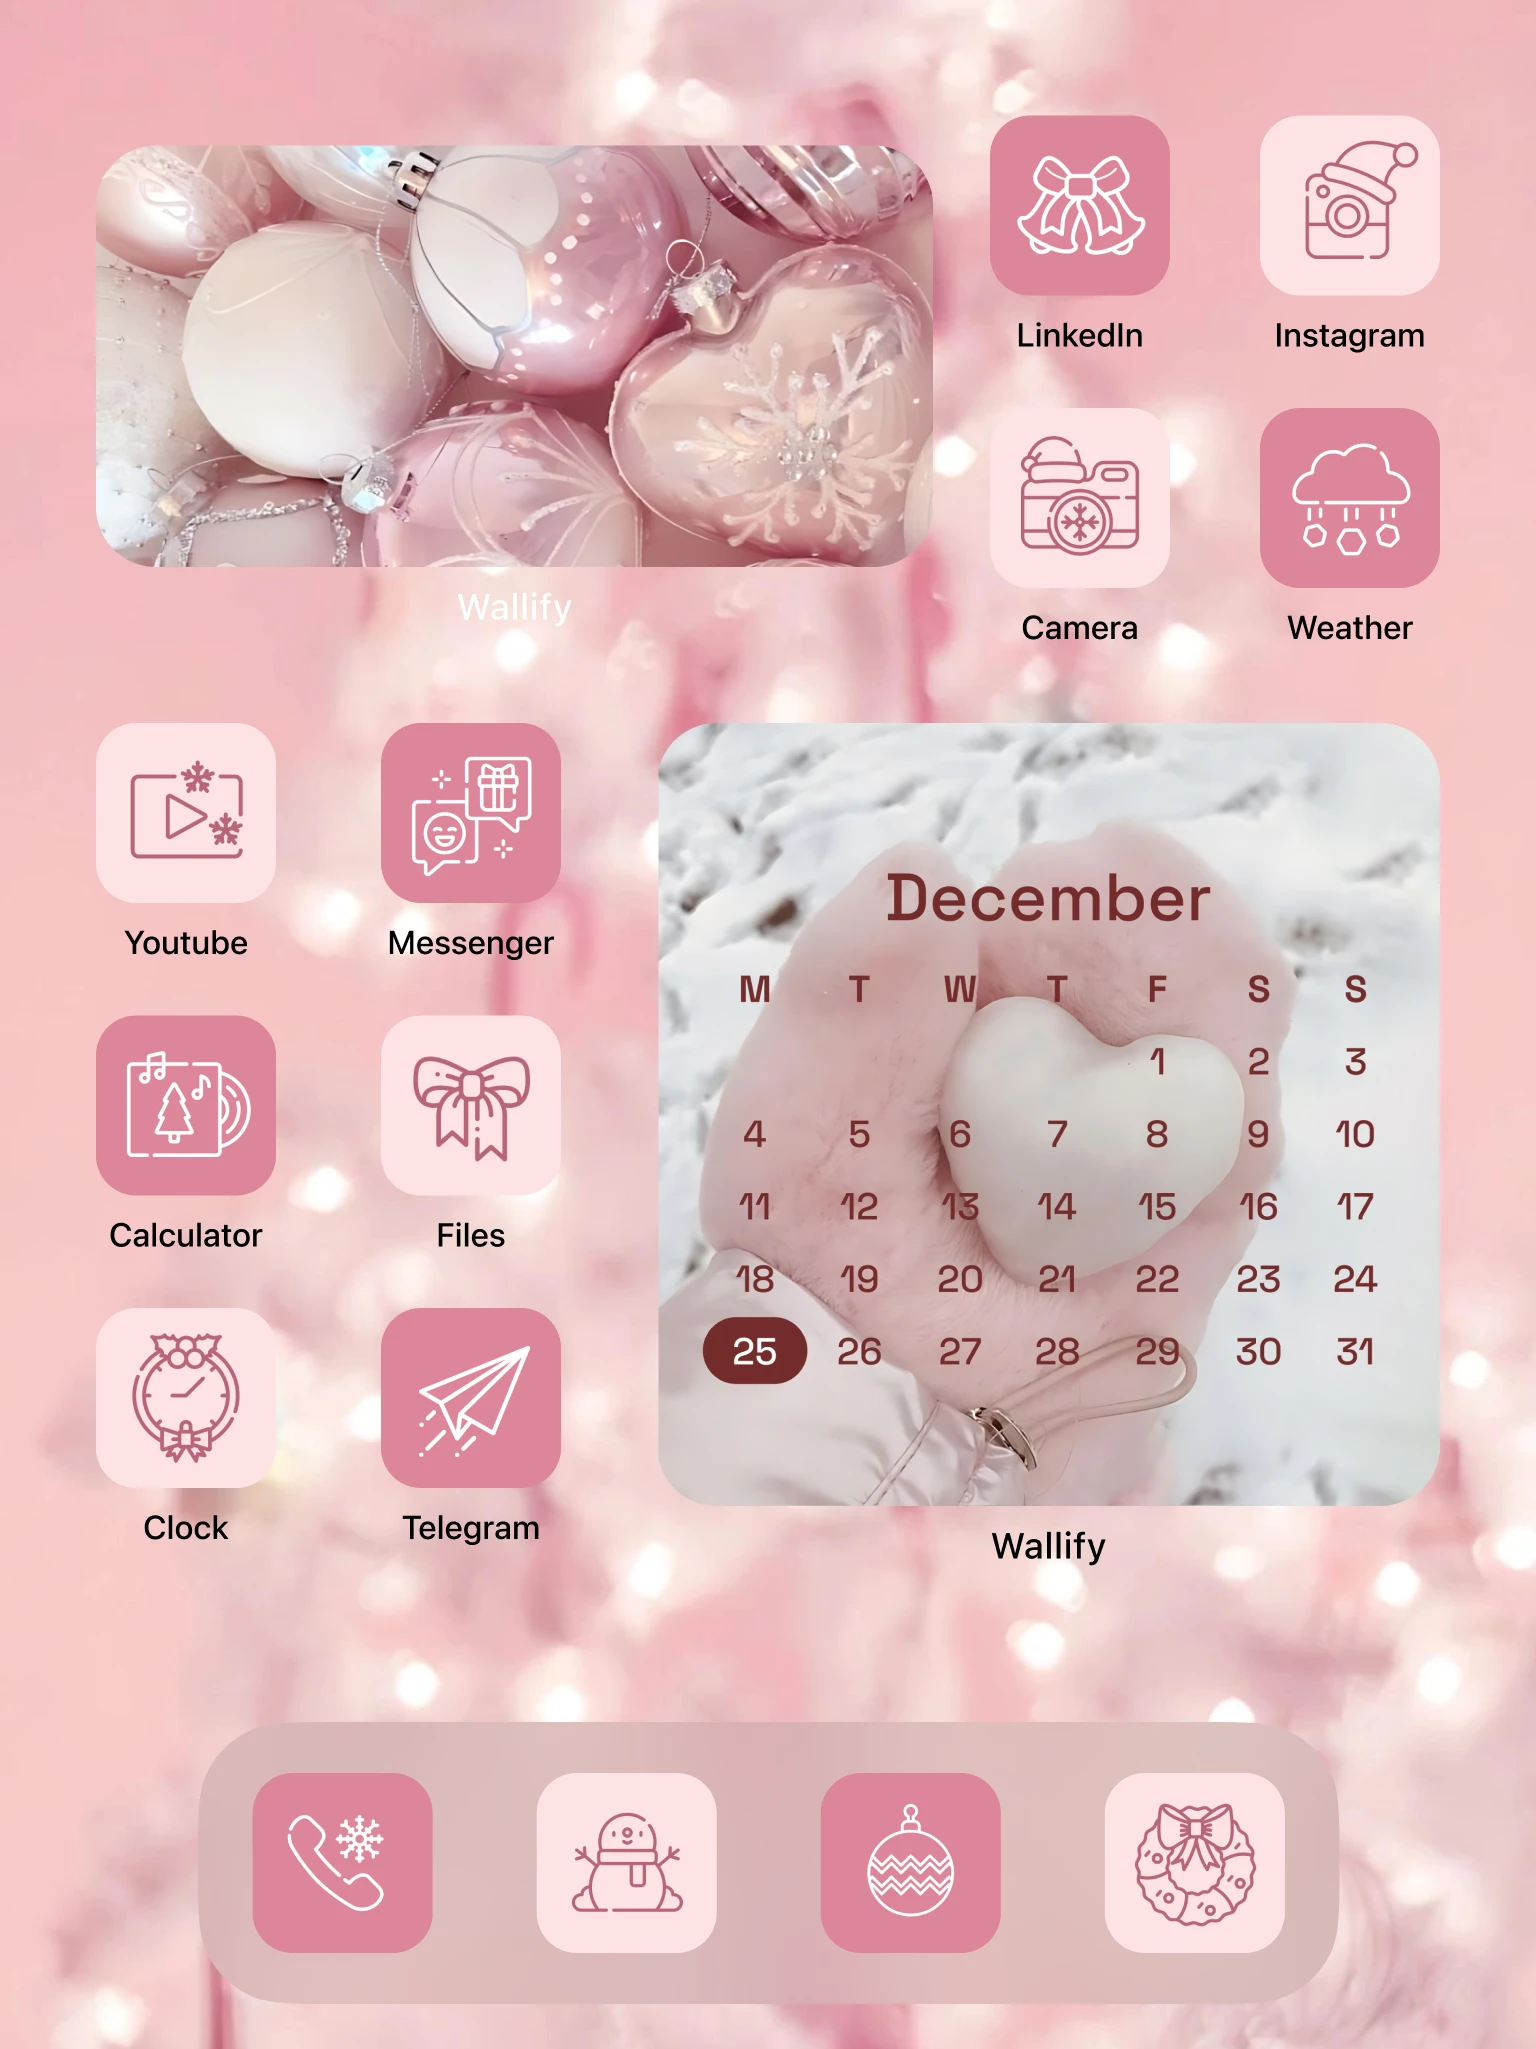 LinkedIn
Instagram
Camera
Weather
Wallify
Youtube
Messenger
Calculator
Files
Clock
Telegram
December
M T W T F S S
1 2 3
4 5 6 7 8 9 10
11 12 13 14 15 16 17
18 19 20 21 22 23 24
25 26 27 28 29 30 31
Wallify